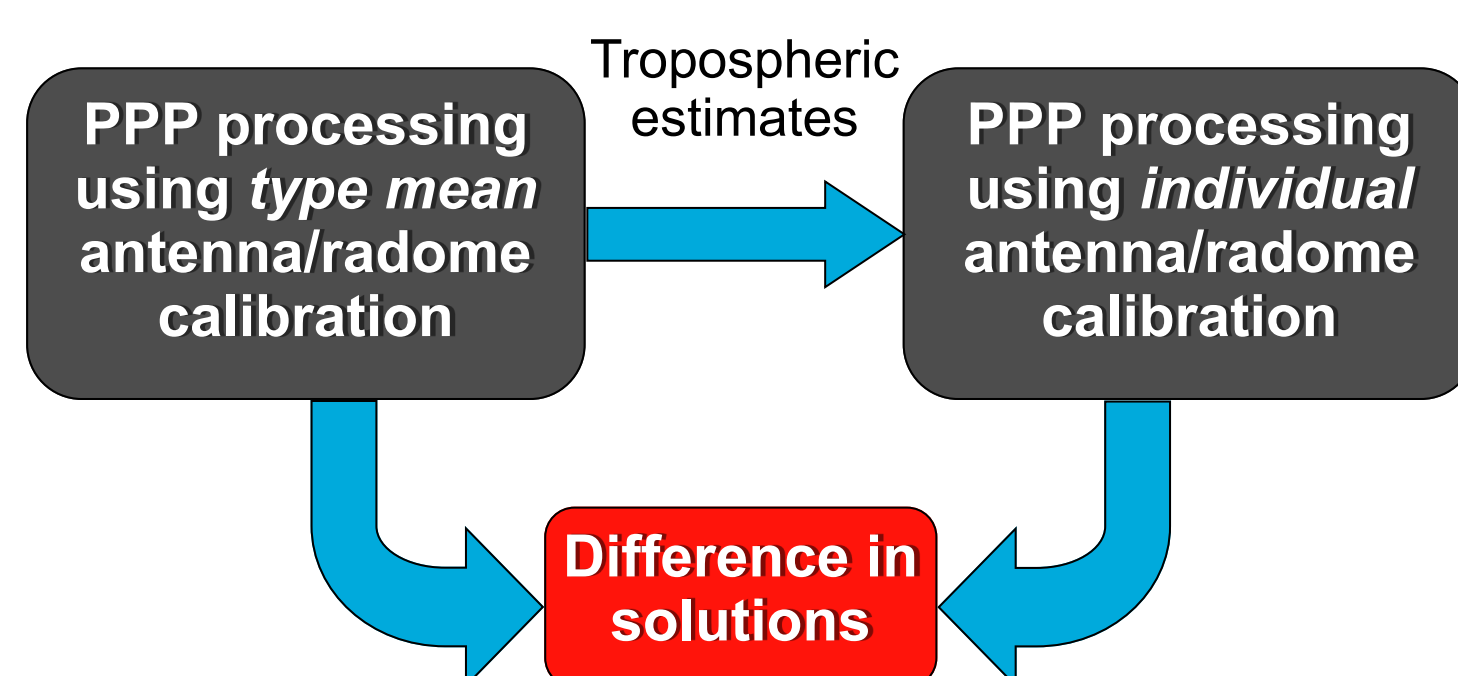 PPP processing
using type mean
antenna/radome
calibration
Tropospheric
estimates
PPP processing
using individual
antenna/radome
calibration
Difference in
solutions